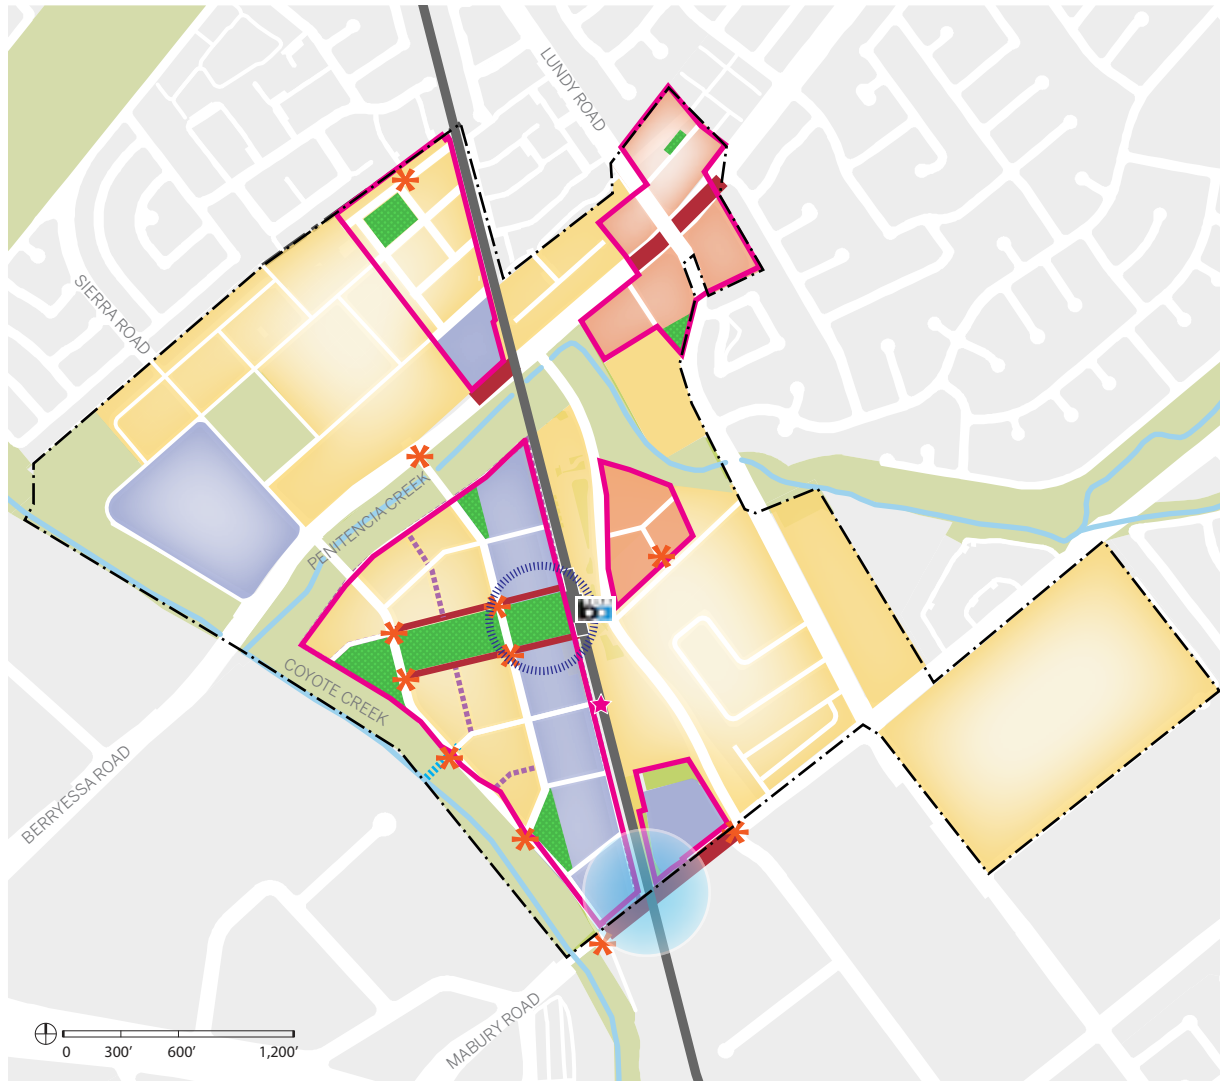 LUNDY ROAD
SIERRA ROAD
PENITENCIA CREEK
COYOTE CREEK
BERRYESSA ROAD
MABURY ROAD
0 300’ 600’ 1,200’